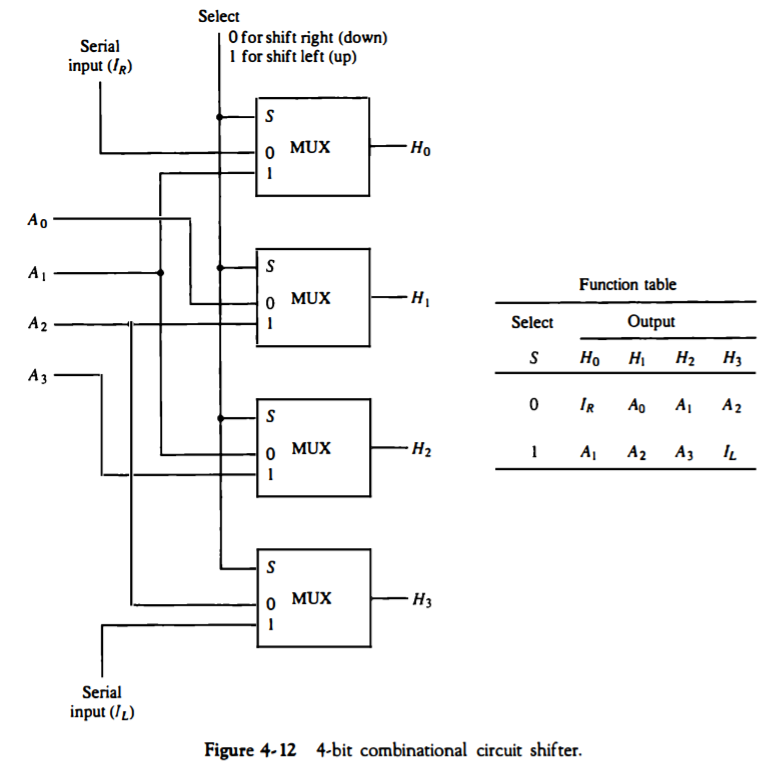 Select
0 for shift right (down)
1 for shift left (up)
Serial
input (I_R)
S
0 MUX
1
H_0
A_0
A_1
A_2
A_3
S
0 MUX
1
H_1
S
0 MUX
1
H_2
S
0 MUX
1
H_3
Serial
input (I_L)
Function table
Select Output
S H_0 H_1 H_2 H_3
0 I_R A_0 A_1 A_2
1 A_1 A_2 A_3 I_L
Figure 4-12 4-bit combinational circuit shifter.